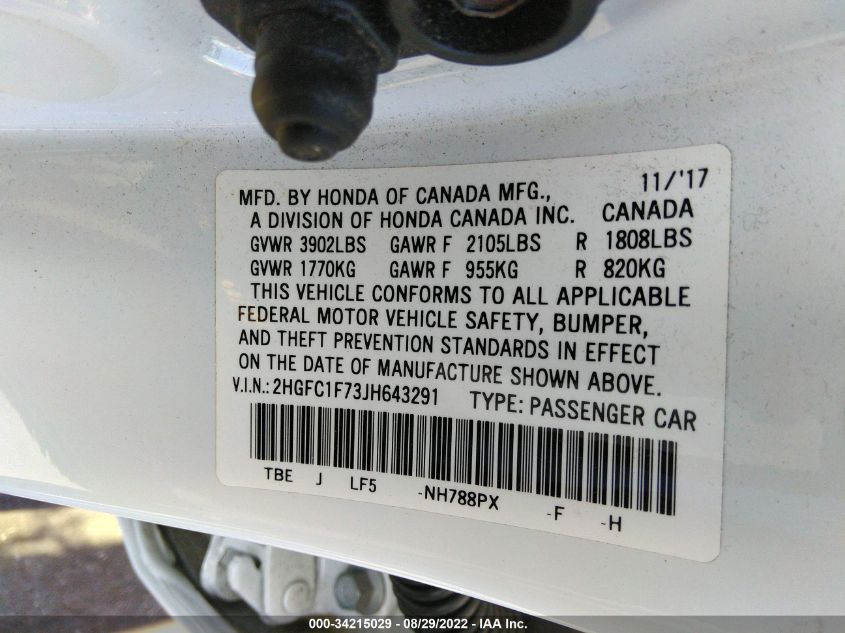 11/'17
MFD. BY HONDA OF CANADA MFG.,
A DIVISION OF HONDA CANADA INC. CANADA
GVWR 3902LBS GAWR F 2105LBS R 1808LBS
GVWR 1770KG GAWR F 955KG R 820KG
THIS VEHICLE CONFORMS TO ALL APPLICABLE
FEDERAL MOTOR VEHICLE SAFETY, BUMPER,
AND THEFT PREVENTION STANDARDS IN EFFECT
ON THE DATE OF MANUFACTURE SHOWN ABOVE.
V.I.N.: 2HGFC1F73JH643291 TYPE: PASSENGER CAR
TBE J LF5 -NH788PX -F -H
000-34215029 - 08/29/2022 - IAA Inc.